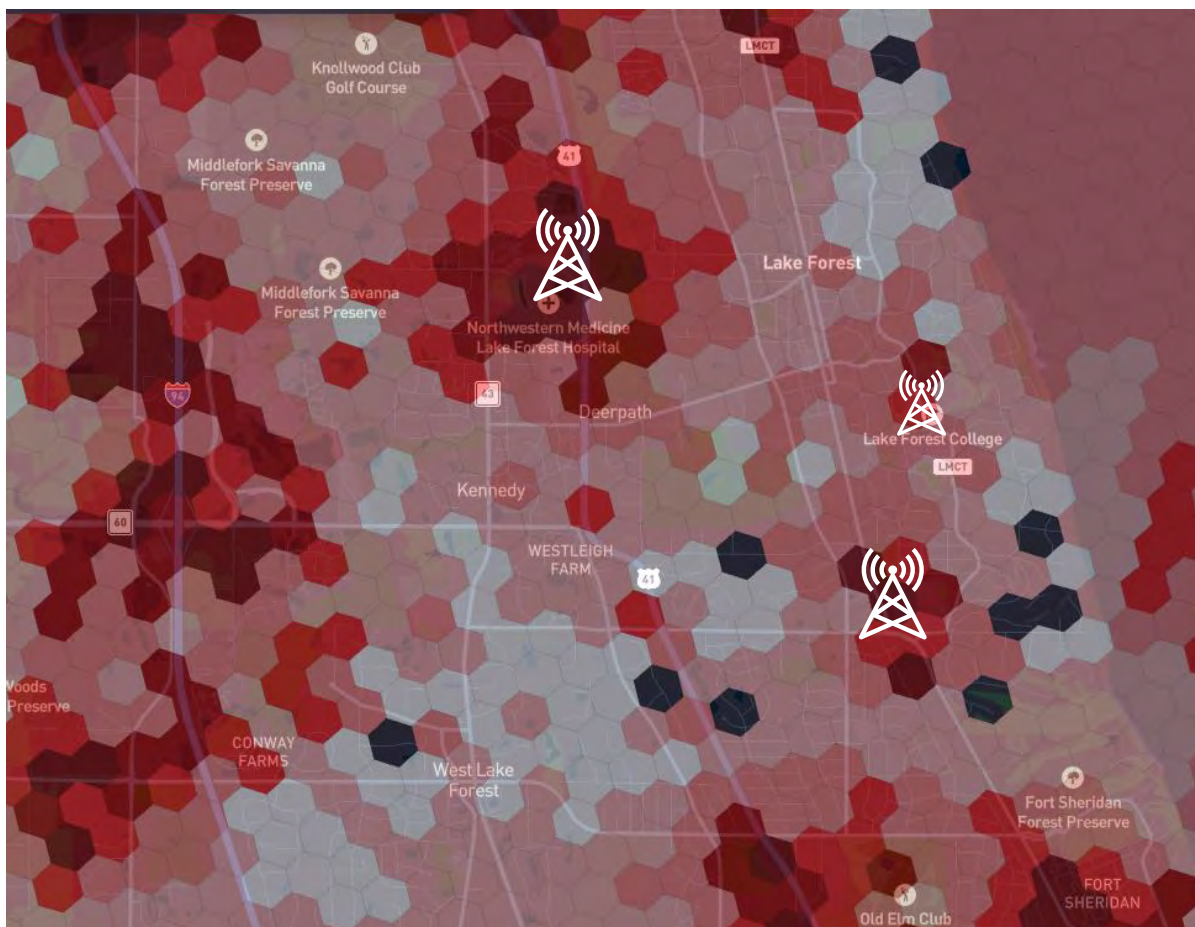 Knollwood Club
Golf Course
LMCT
Middlefork Savanna
Forest Preserve
41
Lake Forest
Middlefork Savanna
Forest Preserve
Northwestern Medicine
Lake Forest Hospital
94
43
Deerpath
Lake Forest College
LMCT
Kennedy
60
WESTLEIGH
FARM
41
Woods
Preserve
CONWAY
FARMS
West Lake
Forest
Fort Sheridan
Forest Preserve
FORT
SHERIDAN
Old Elm Club